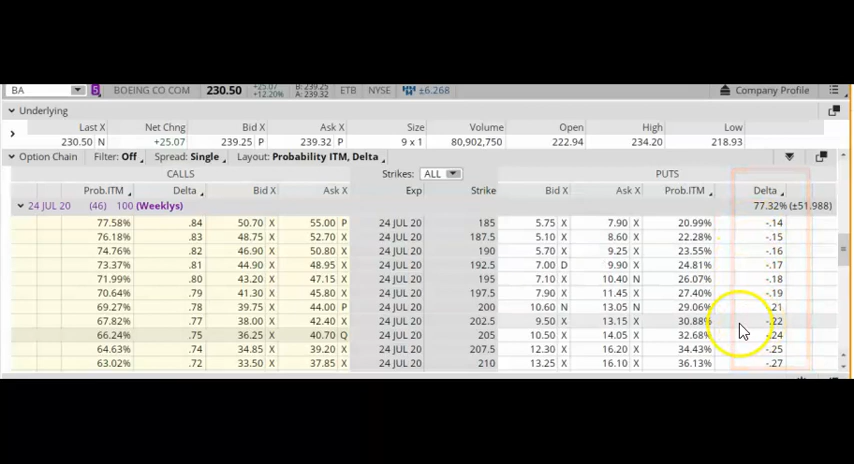 BA 5 BOEING CO COM 230.50 +25.07 +12.20% B: 239.25 A: 239.32 ETB NYSE ±6.268 Company Profile
Underlying
Last X Net Chng Bid X Ask X Size Volume Open High Low
230.50 N +25.07 239.25 P 239.32 P 9 x 1 80,902,750 222.94 234.20 218.93
Option Chain Filter: Off Spread: Single Layout: Probability ITM, Delta
CALLS Strikes: ALL PUTS
Prob.ITM Delta Bid X Ask X Exp Strike Bid X Ask X Prob.ITM Delta
24 JUL 20 (46) 100 (Weeklys) 77.32% (±51.988)
77.58% .84 50.70 X 55.00 P 24 JUL 20 185 5.75 X 7.90 X 20.99% -.14
76.18% .83 48.75 X 52.70 X 24 JUL 20 187.5 5.10 X 8.60 X 22.28% -.15
74.76% .82 46.90 X 50.80 X 24 JUL 20 190 5.70 X 9.25 X 23.55% -.16
73.37% .81 44.90 X 48.95 X 24 JUL 20 192.5 7.00 D 9.90 X 24.81% -.17
71.99% .80 43.20 X 47.15 X 24 JUL 20 195 7.10 X 10.40 N 26.07% -.18
70.64% .79 41.30 X 45.80 X 24 JUL 20 197.5 7.90 X 11.45 X 27.40% -.19
69.27% .78 39.75 X 44.00 P 24 JUL 20 200 10.60 N 13.05 N 29.06% -.21
67.82% .77 38.00 X 42.40 X 24 JUL 20 202.5 9.50 X 13.15 X 30.88% -.22
66.24% .75 36.25 X 40.70 Q 24 JUL 20 205 10.50 X 14.05 X 32.68% -.24
64.63% .74 34.85 X 39.20 X 24 JUL 20 207.5 12.30 X 16.20 X 34.43% -.25
63.02% .72 33.50 X 37.85 X 24 JUL 20 210 13.25 X 16.10 X 36.13% -.27